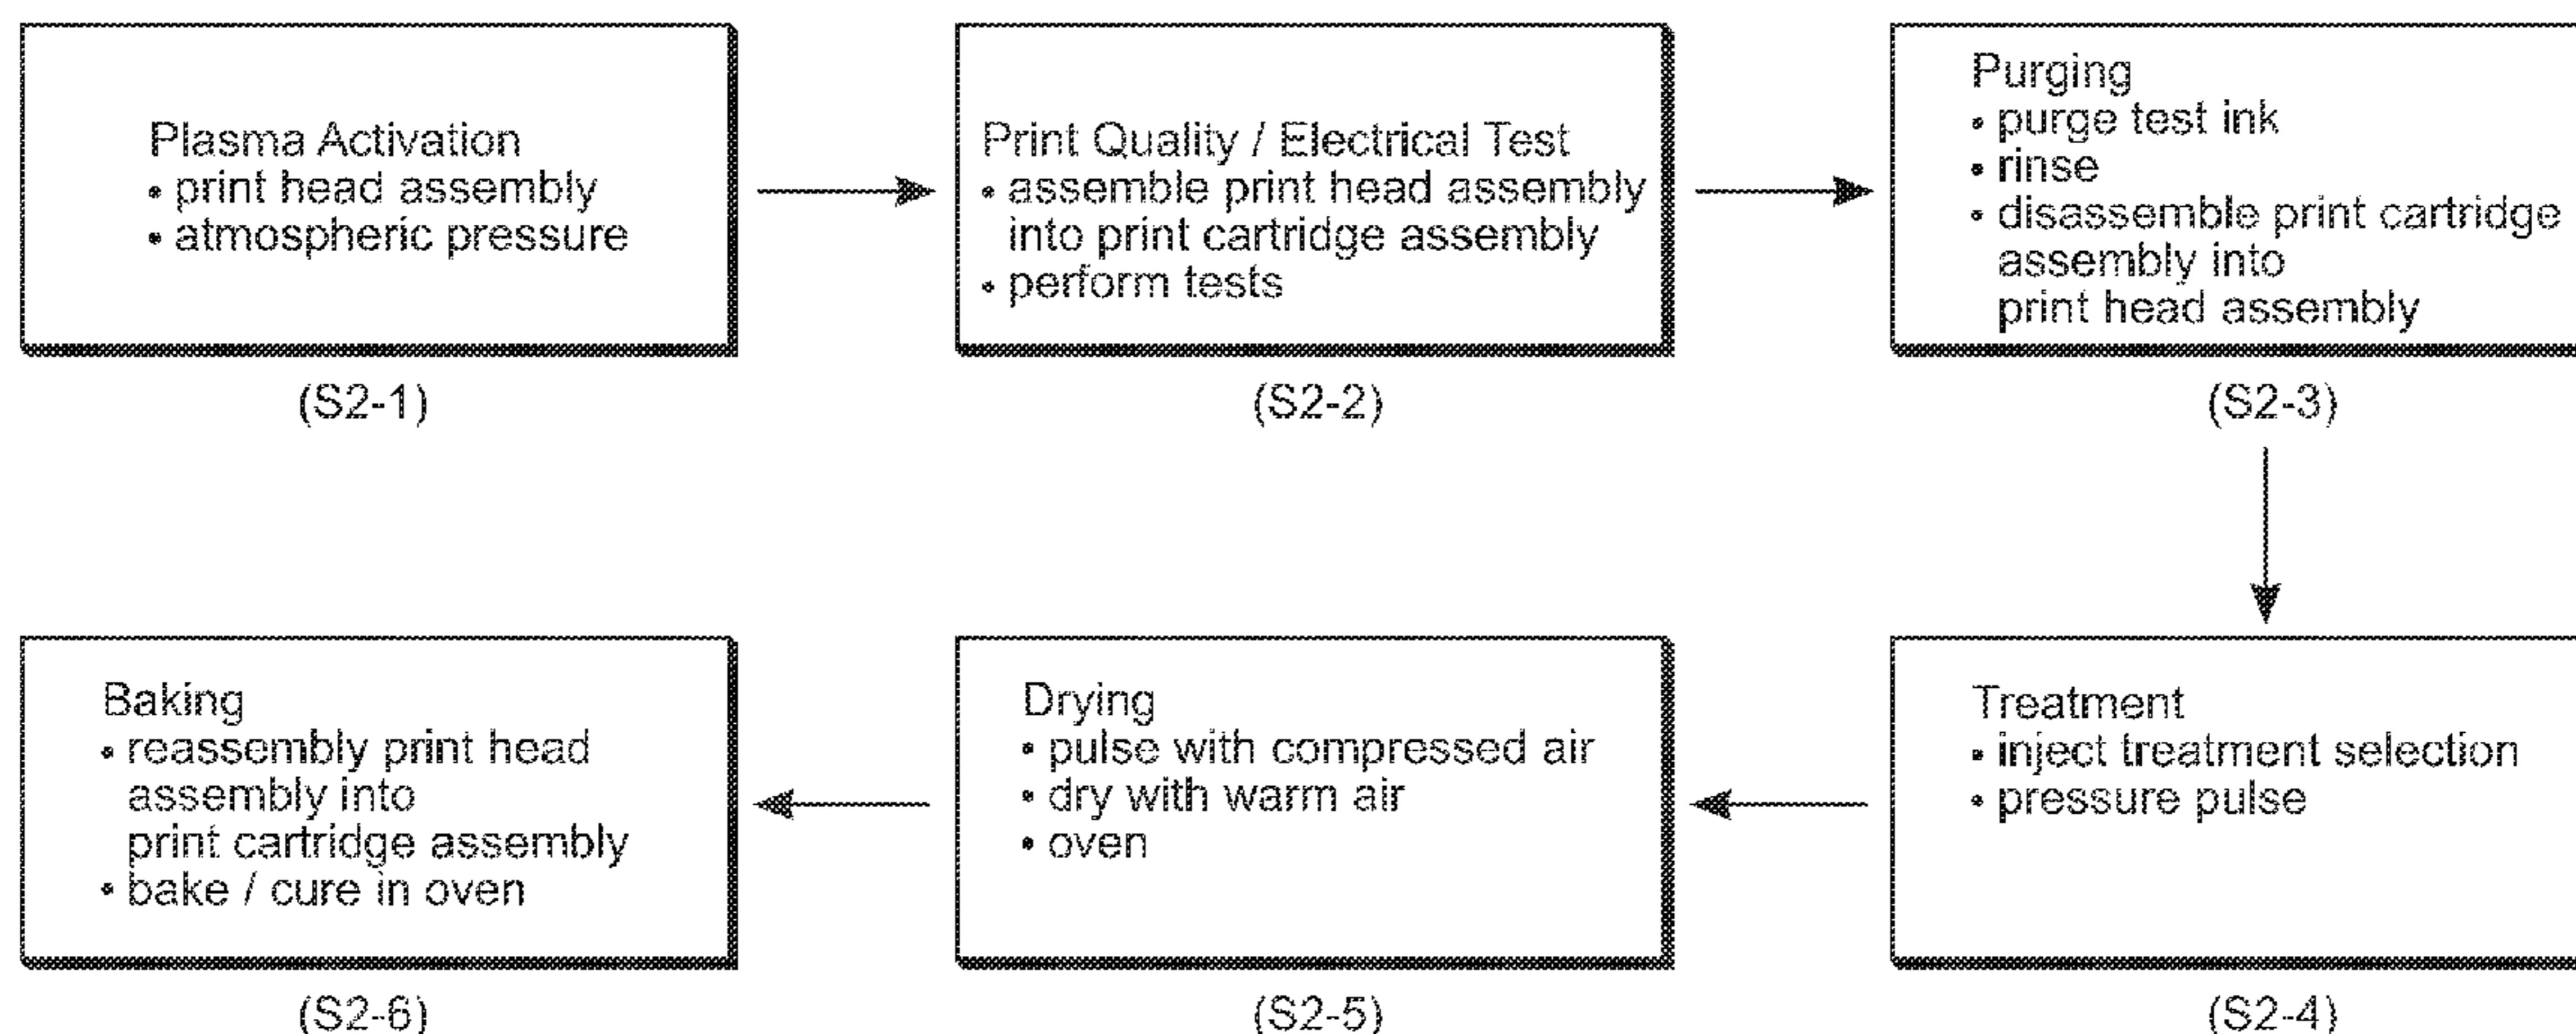 Plasma Activation
• print head assembly
• atmospheric pressure
(S2-1)
Print Quality / Electrical Test
• assemble print head assembly
into print cartridge assembly
• perform tests
(S2-2)
Purging
• purge test ink
• rinse
• disassemble print cartridge
assembly into
print head assembly
(S2-3)
Treatment
• inject treatment selection
• pressure pulse
(S2-4)
Drying
• pulse with compressed air
• dry with warm air
• oven
(S2-5)
Baking
• reassembly print head
assembly into
print cartridge assembly
• bake / cure in oven
(S2-6)